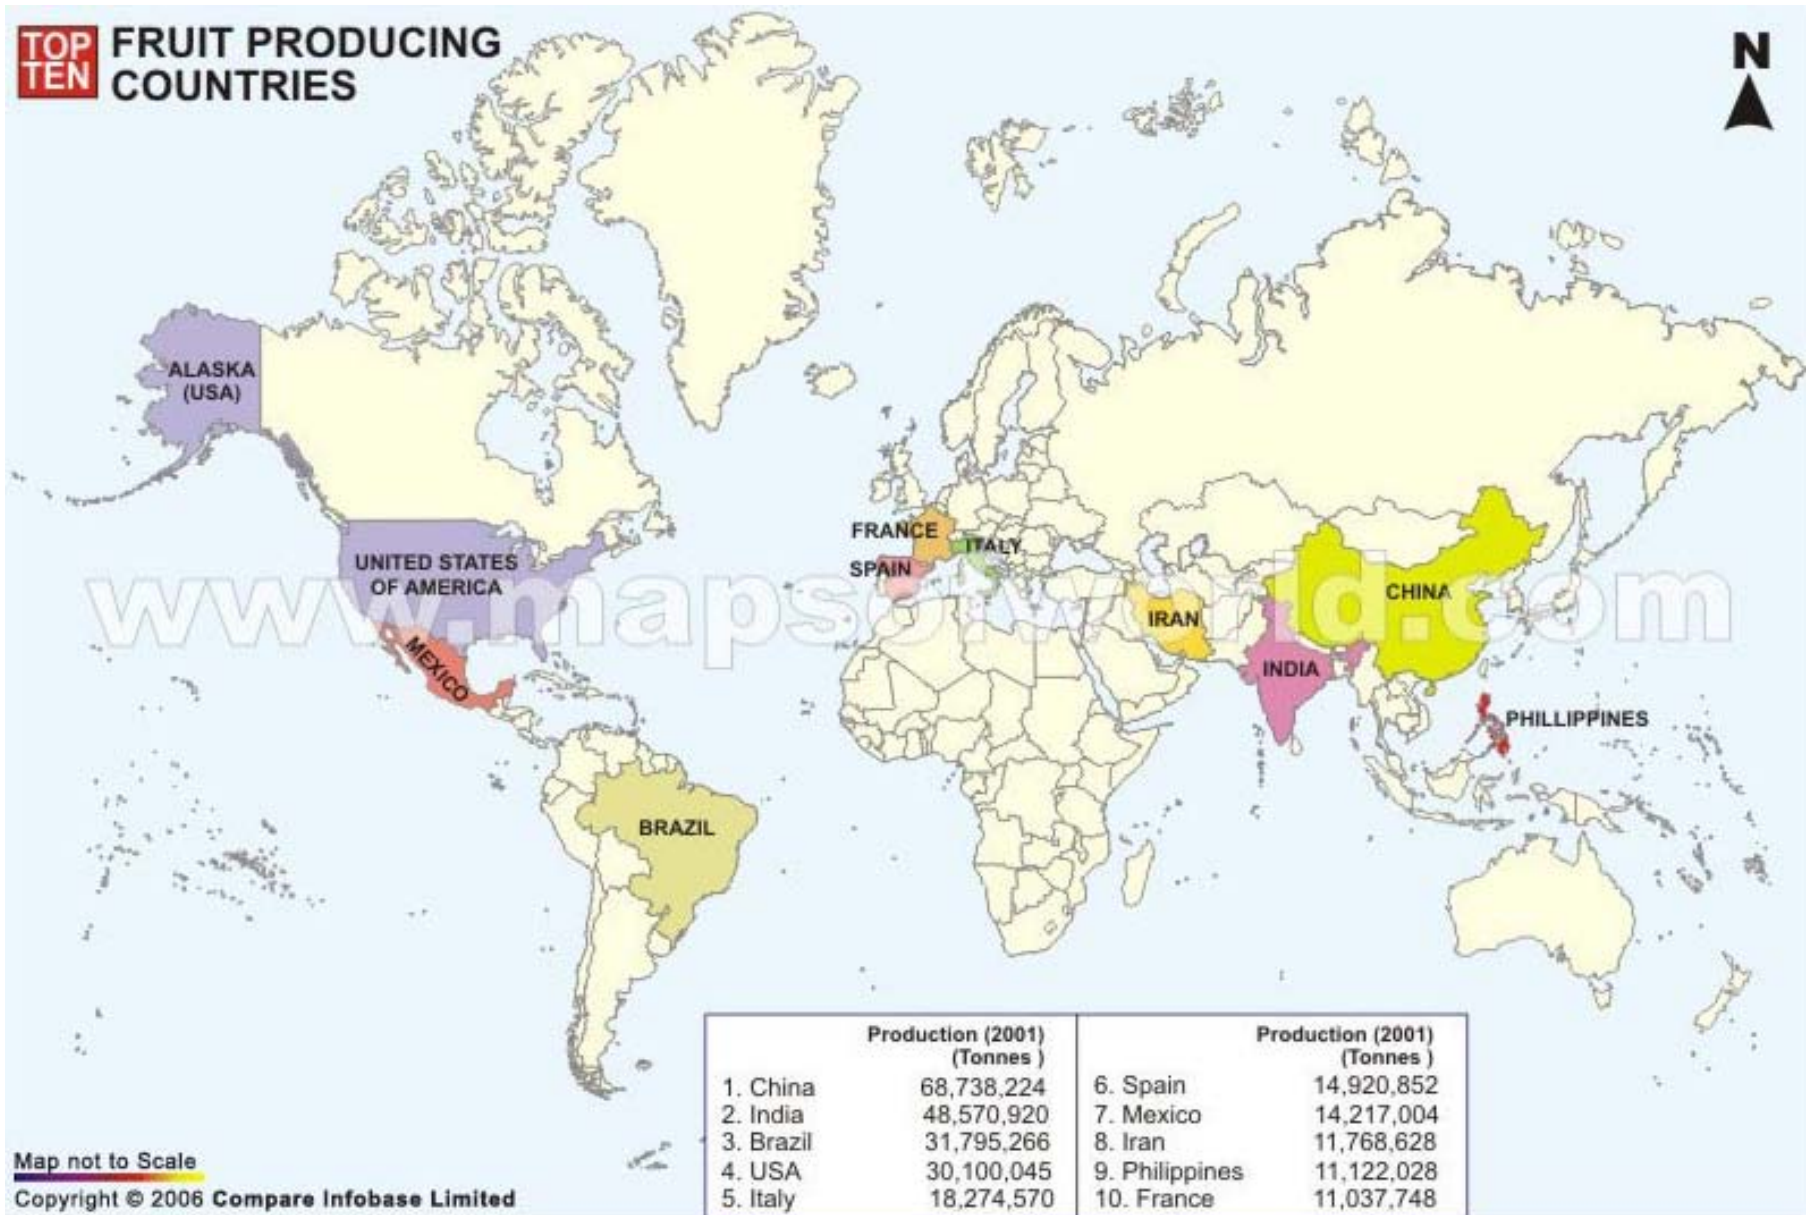 TOP
TEN
FRUIT PRODUCING
COUNTRIES
N
ALASKA
(USA)
UNITED STATES
OF AMERICA
MEXICO
BRAZIL
FRANCE
SPAIN
ITALY
IRAN
CHINA
INDIA
PHILLIPPINES
www.mapsofworld.com
Production (2001)
(Tonnes )
1. China 68,738,224
2. India 48,570,920
3. Brazil 31,795,266
4. USA 30,100,045
5. Italy 18,274,570
Production (2001)
(Tonnes )
6. Spain 14,920,852
7. Mexico 14,217,004
8. Iran 11,768,628
9. Philippines 11,122,028
10. France 11,037,748
Map not to Scale
Copyright © 2006 Compare Infobase Limited